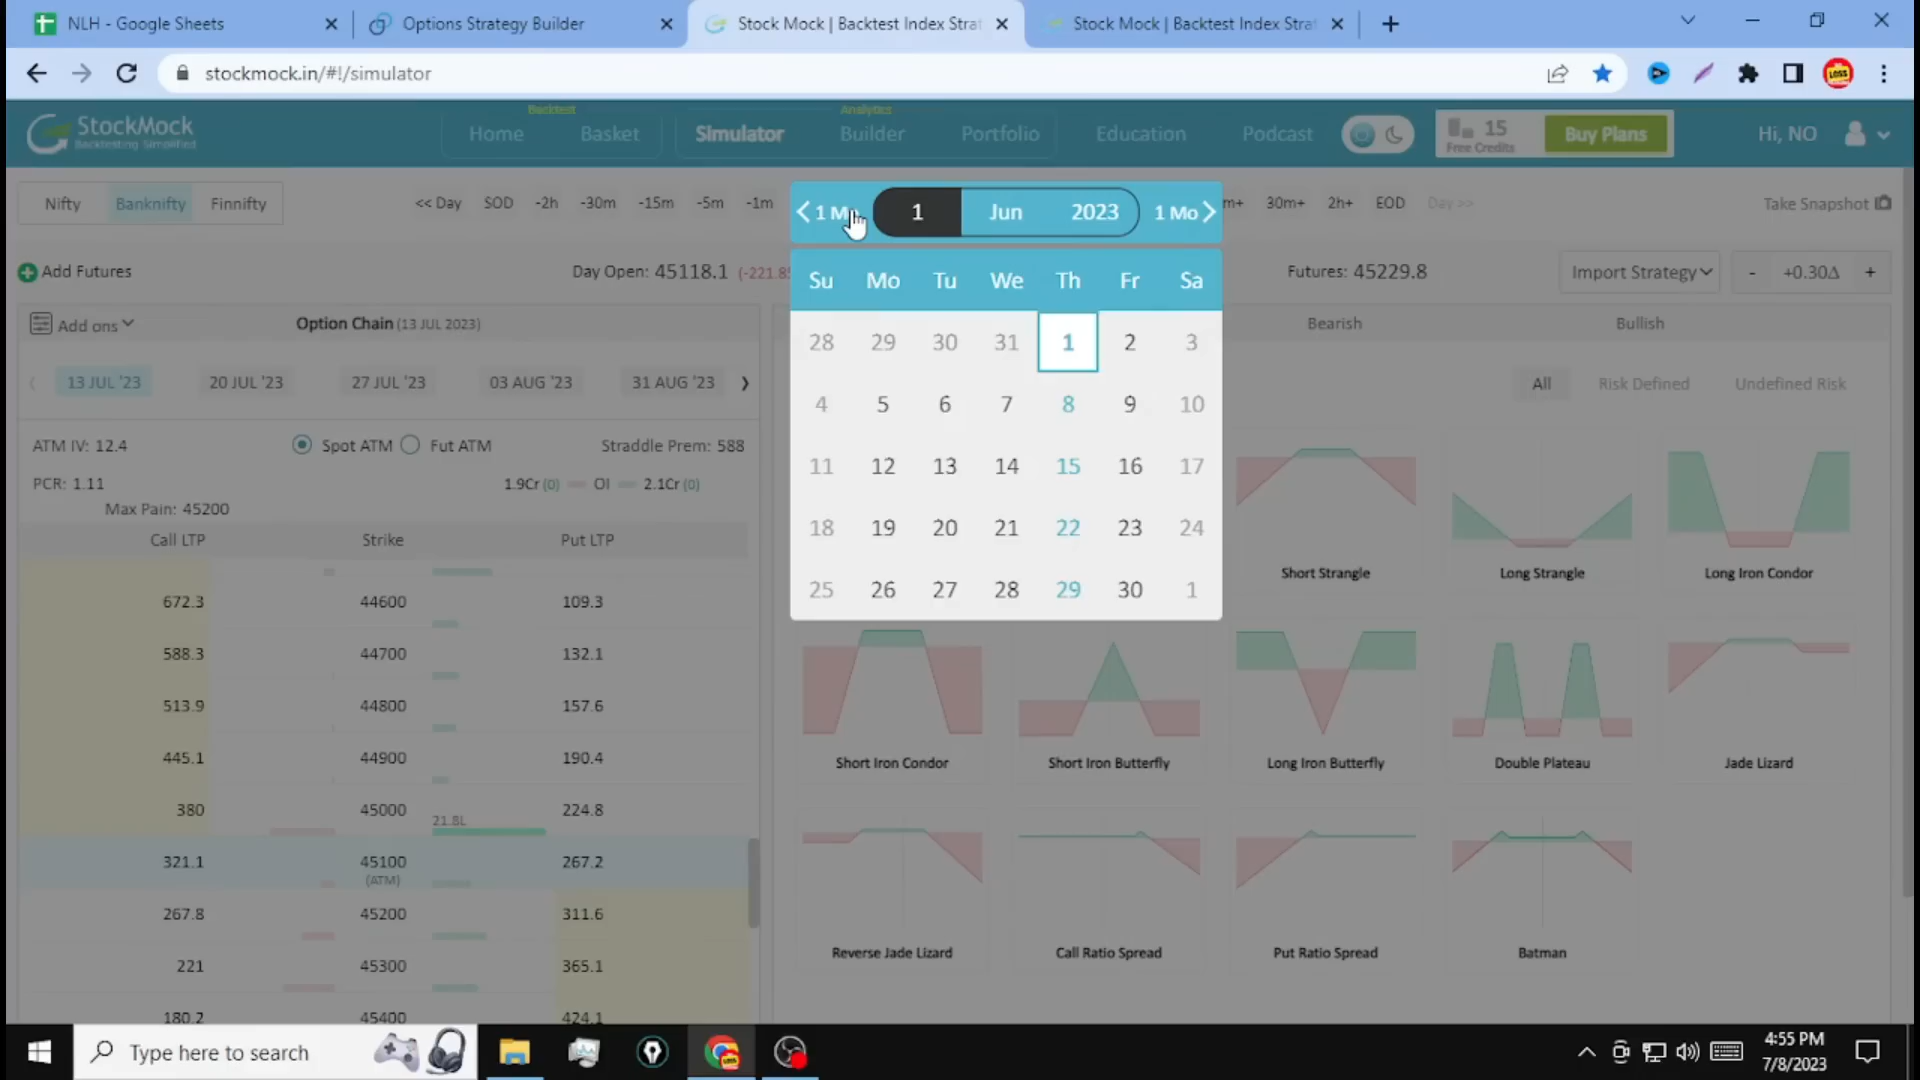 NLH - Google Sheets
Options Strategy Builder
Stock Mock | Backtest Index Strat
Stock Mock | Backtest Index Strat
stockmock.in/#!/simulator
LOSS
StockMock
Backtesting Simplified
Backtest
Home
Basket
Simulator
Analytics
Builder
Portfolio
Education
Podcast
15
Free Credits
Buy Plans
Hi, NO
Nifty
Banknifty
Finnifty
<< Day
SOD
-2h
-30m
-15m
-5m
-1m
1 M
1
Jun
2023
1 Mo
m+
30m+
2h+
EOD
Day >>
Take Snapshot
Add Futures
Day Open: 45118.1 (-221.85
Futures: 45229.8
Import Strategy
- +0.30Δ +
Su Mo Tu We Th Fr Sa
28 29 30 31 1 2 3
4 5 6 7 8 9 10
11 12 13 14 15 16 17
18 19 20 21 22 23 24
25 26 27 28 29 30 1
Add ons
Option Chain (13 JUL 2023)
Bearish
Bullish
13 JUL '23
20 JUL '23
27 JUL '23
03 AUG '23
31 AUG '23
All
Risk Defined
Undefined Risk
ATM IV: 12.4
Spot ATM
Fut ATM
Straddle Prem: 588
PCR: 1.11
1.9Cr (0)
OI
2.1Cr (0)
Max Pain: 45200
Call LTP
Strike
Put LTP
672.3 44600 109.3
588.3 44700 132.1
513.9 44800 157.6
445.1 44900 190.4
380 45000 21.8L 224.8
321.1 45100 267.2
(ATM)
267.8 45200 311.6
221 45300 365.1
180.2 45400 424.1
Short Strangle
Long Strangle
Long Iron Condor
Short Iron Condor
Short Iron Butterfly
Long Iron Butterfly
Double Plateau
Jade Lizard
Reverse Jade Lizard
Call Ratio Spread
Put Ratio Spread
Batman
Type here to search
4:55 PM
7/8/2023